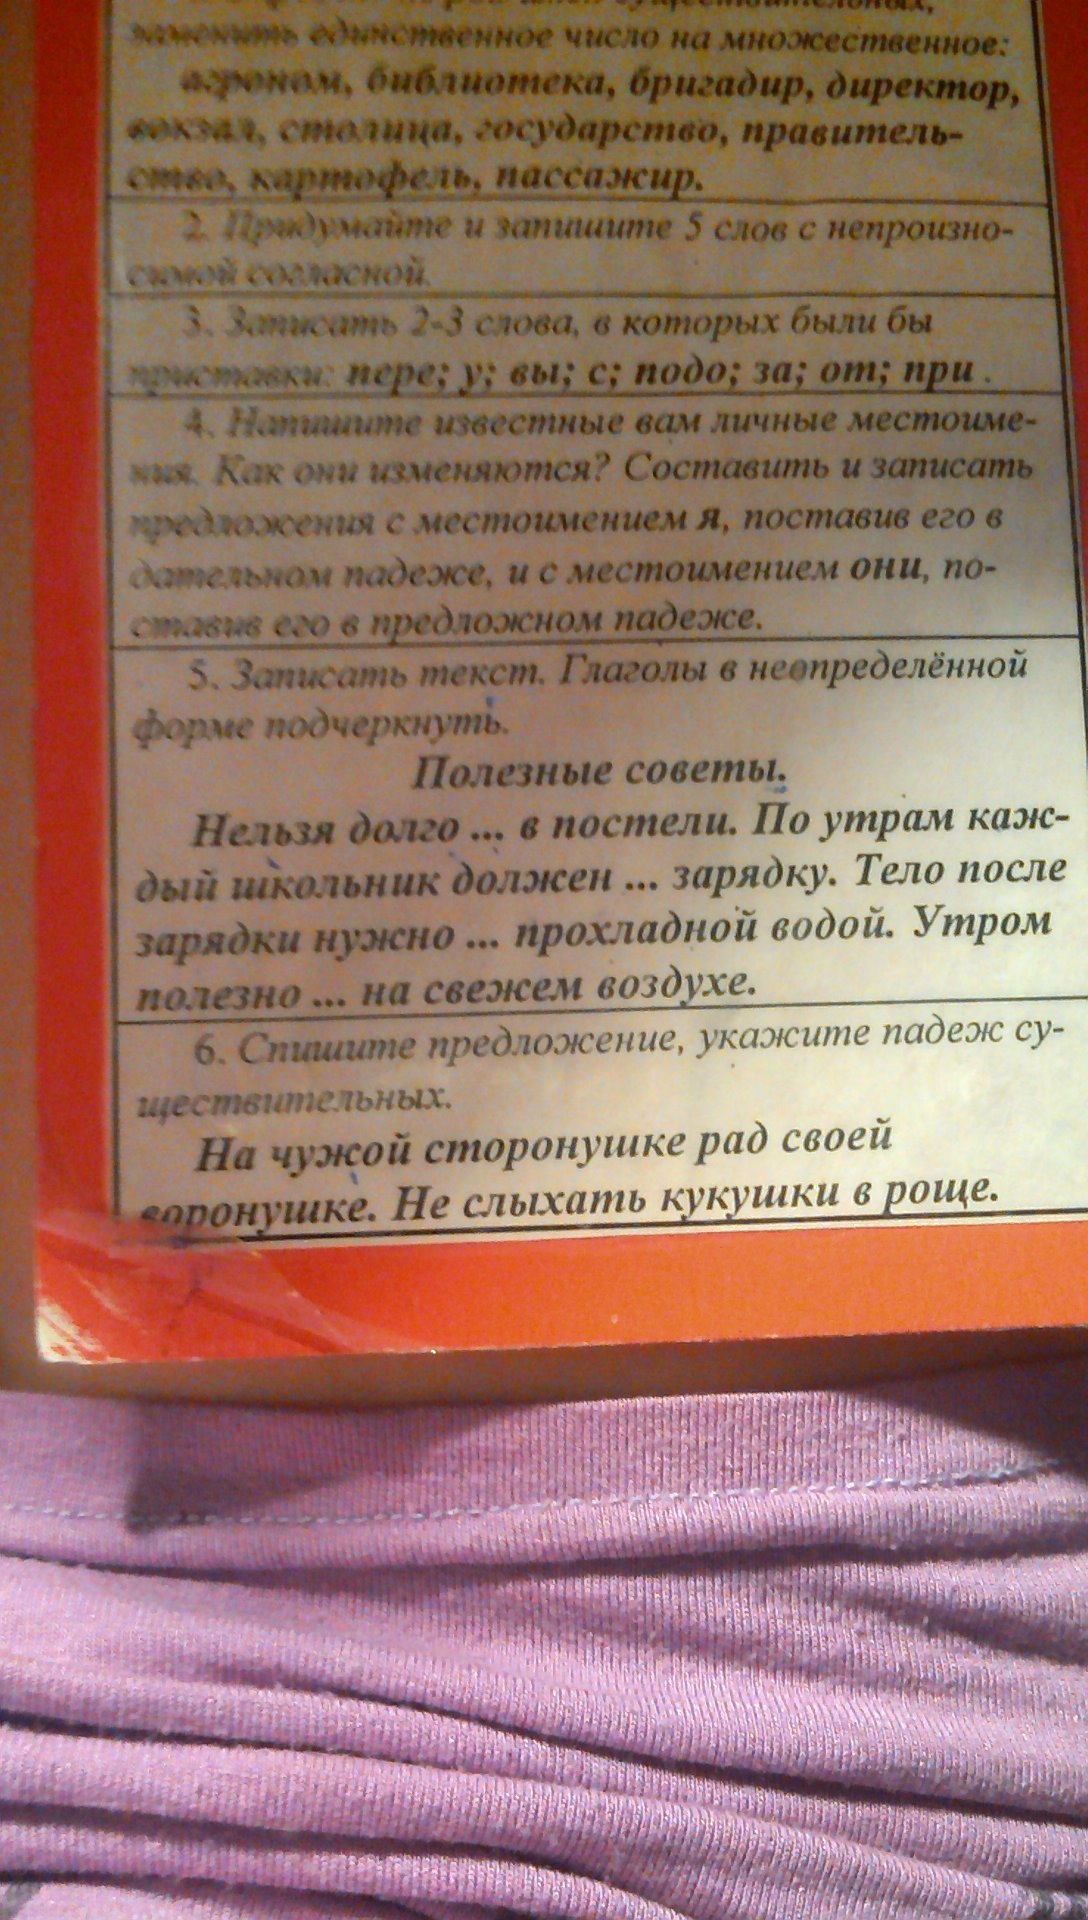 существительных,
заменить единственное число на множественное:
агроном, библиотека, бригадир, директор,
вокзал, столица, государство, правитель-
ство, картофель, пассажир.
2. Придумайте и запишите 5 слов с непроизно-
симой согласной.
3. Записать 2-3 слова, в которых были бы
приставки: пере; у; вы; с; подо; за; от; при .
4. Напишите известные вам личные местоиме-
ния. Как они изменяются? Составить и записать
предложения с местоимением я, поставив его в
дательном падеже, и с местоимением они, по-
ставив его в предложном падеже.
5. Записать текст. Глаголы в неопределённой
форме подчеркнуть.
Полезные советы.
Нельзя долго ... в постели. По утрам каж-
дый школьник должен ... зарядку. Тело после
зарядки нужно ... прохладной водой. Утром
полезно ... на свежем воздухе.
6. Спишите предложение, укажите падеж су-
ществительных.
На чужой сторонушке рад своей
воронушке. Не слыхать кукушки в роще.